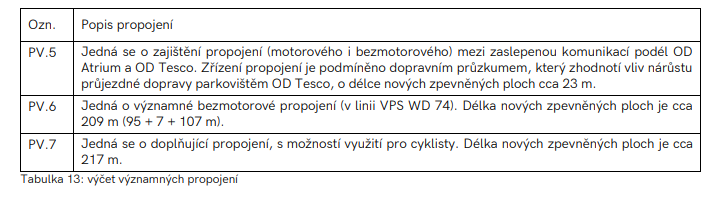 Ozn. Popis propojení
PV.5 Jedná se o zajištění propojení (motorového i bezmotorového) mezi zaslepenou komunikací podél OD
Atrium a OD Tesco. Zřízení propojení je podmíněno dopravním průzkumem, který zhodnotí vliv nárůstu
průjezdné dopravy parkovištěm OD Tesco, o délce nových zpevněných ploch cca 23 m.
PV.6 Jedná o významné bezmotorové propojení (v linii VPS WD 74). Délka nových zpevněných ploch je cca
209 m (95 + 7 + 107 m).
PV.7 Jedná se o doplňující propojení, s možností využití pro cyklisty. Délka nových zpevněných ploch je cca
217 m.
Tabulka 13: výčet významných propojení